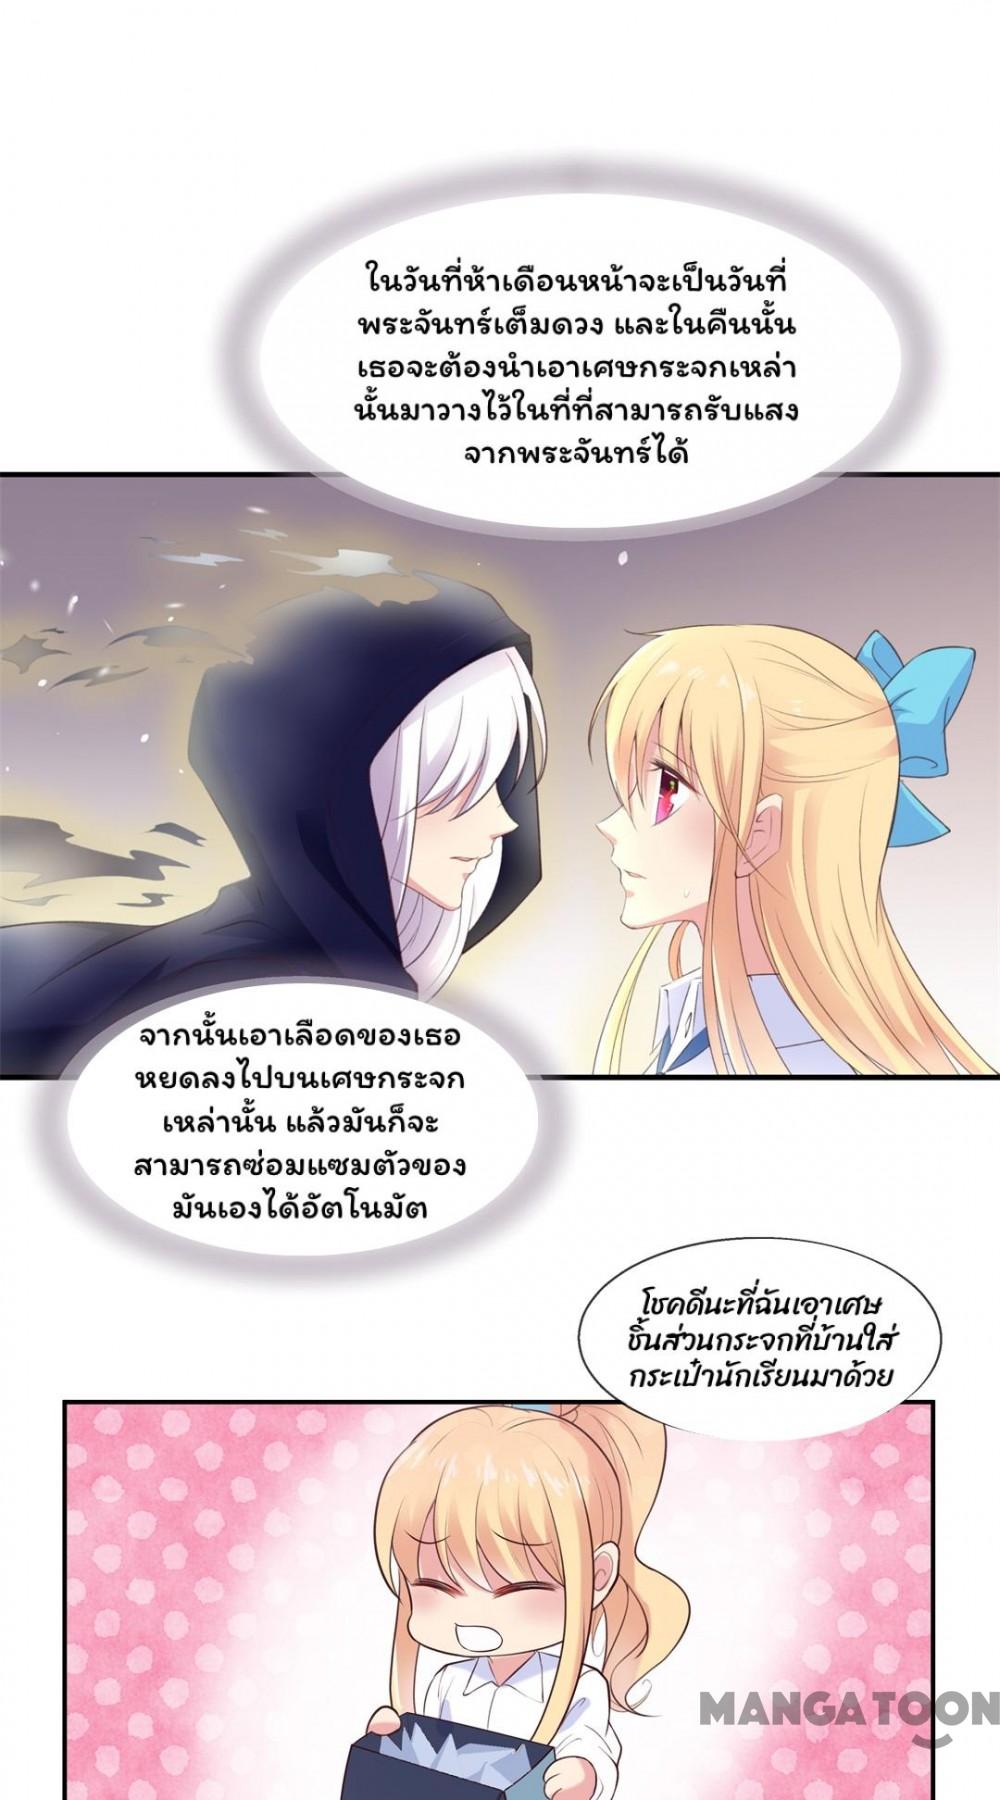 ในวันที่ห้าเดือนหน้าจะเป็นวันที่
พระจันทร์เต็มดวง และในคืนนั้น
เธอจะต้องนำเอาเศษกระจกเหล่า
นั้นมาวางไว้ในที่ที่สามารถรับแสง
จากพระจันทร์ได้
จากนั้นเอาเลือดของเธอ
หยดลงไปบนเศษกระจก
เหล่านั้น แล้วมันก็จะ
สามารถซ่อมแซมตัวของ
มันเองได้อัตโนมัต
โชคดีนะที่ฉันเอาเศษ
ชิ้นส่วนกระจกที่บ้านใส่
กระเป๋านักเรียนมาด้วย
MANGATOON